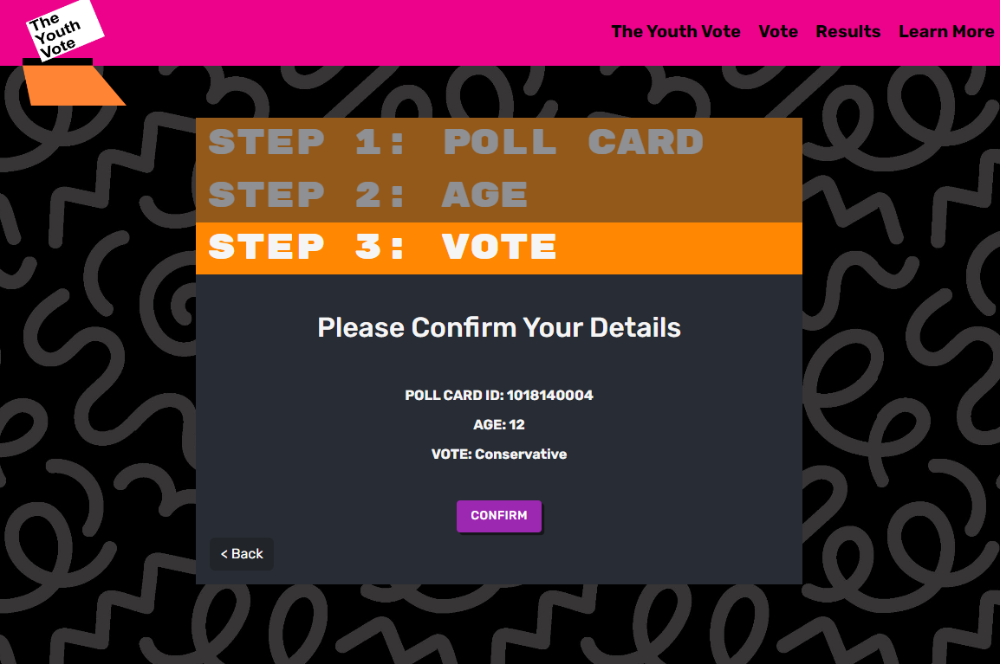 The
Youth
Vote
The Youth Vote Vote Results Learn More
STEP 1: POLL CARD
STEP 2: AGE
STEP 3: VOTE
Please Confirm Your Details
POLL CARD ID: 1018140004
AGE: 12
VOTE: Conservative
CONFIRM
< Back